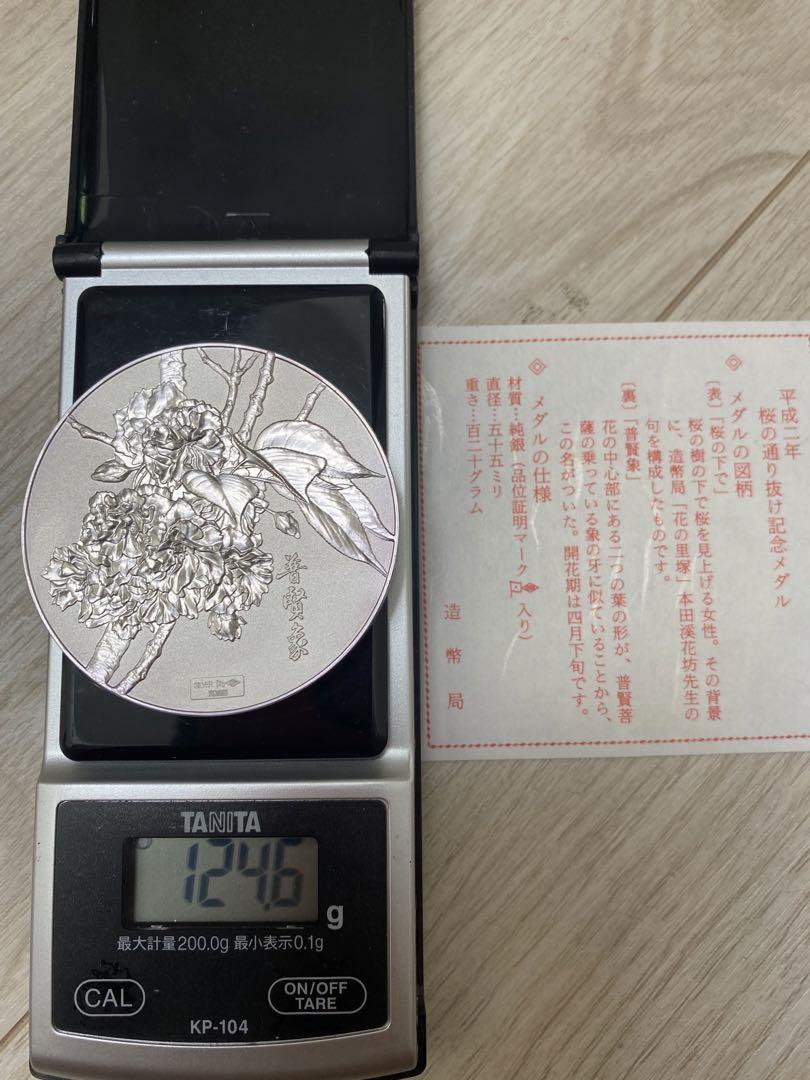 普賢象
TANITA
124.6
g
最大計量200.0g 最小表示0.1g
CAL
ON/OFF
TARE
KP-104
平成二年
桜の通り抜け記念メダル
◎ メダルの図柄
〔表〕「桜の下で」
桜の樹の下で桜を見上げる女性。その背景
に、造幣局「花の里塚」本田溪花坊先生の
句を構成したものです。
〔裏〕「普賢象」
花の中心部にある二つの葉の形が、普賢菩
薩の乗っている象の牙に似ていることから、
この名がついた。開花期は四月下旬です。
◎ メダルの仕様
材質…純銀（品位証明マーク入り）
直径…五十五ミリ
重さ…百二十グラム
造幣局